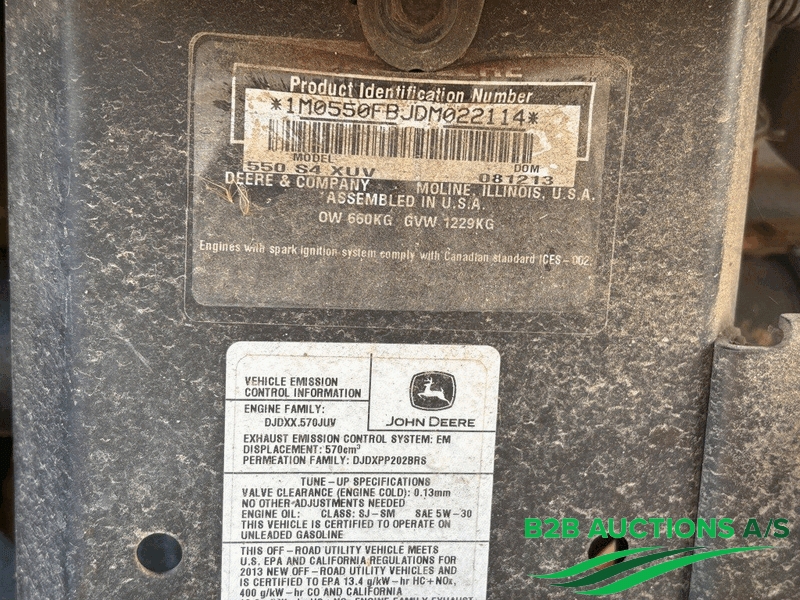 Product Identification Number
*1M0550FBJDM022114*
MODEL DOM
550 S4 XUV 081213
DEERE & COMPANY MOLINE, ILLINOIS, U.S.A.
ASSEMBLED IN U.S.A.
OW 660KG GVW 1229KG
Engines with spark ignition system comply with Canadian standard ICES-002.
VEHICLE EMISSION
CONTROL INFORMATION
ENGINE FAMILY:
DJDXX.570JUV
JOHN DEERE
EXHAUST EMISSION CONTROL SYSTEM: EM
DISPLACEMENT: 570cm³
PERMEATION FAMILY: DJDXPP202BRS
TUNE-UP SPECIFICATIONS
VALVE CLEARANCE (ENGINE COLD): 0.13mm
NO OTHER ADJUSTMENTS NEEDED
ENGINE OIL: CLASS: SJ-SM SAE 5W-30
THIS VEHICLE IS CERTIFIED TO OPERATE ON
UNLEADED GASOLINE
THIS OFF-ROAD UTILITY VEHICLE MEETS
U.S. EPA AND CALIFORNIA REGULATIONS FOR
2013 NEW OFF-ROAD UTILITY VEHICLES AND
IS CERTIFIED TO EPA 13.4 g/kW-hr HC+NOx,
400 g/kW-hr CO AND CALIFORNIA
B2B AUCTIONS A/S